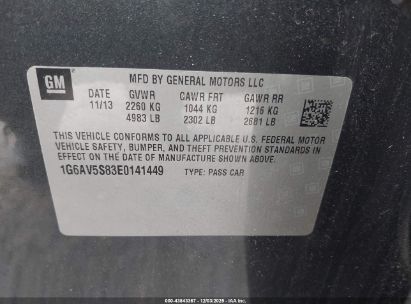 GM
MFD BY GENERAL MOTORS LLC
DATE GVWR GAWR FRT GAWR RR
11/13 2260 KG 1044 KG 1216 KG
4983 LB 2302 LB 2681 LB
THIS VEHICLE CONFORMS TO ALL APPLICABLE U.S. FEDERAL MOTOR
VEHICLE SAFETY, BUMPER, AND THEFT PREVENTION STANDARDS
IN EFFECT ON THE DATE OF MANUFACTURE SHOWN ABOVE.
1G6AV5S83E0141449 TYPE: PASS CAR